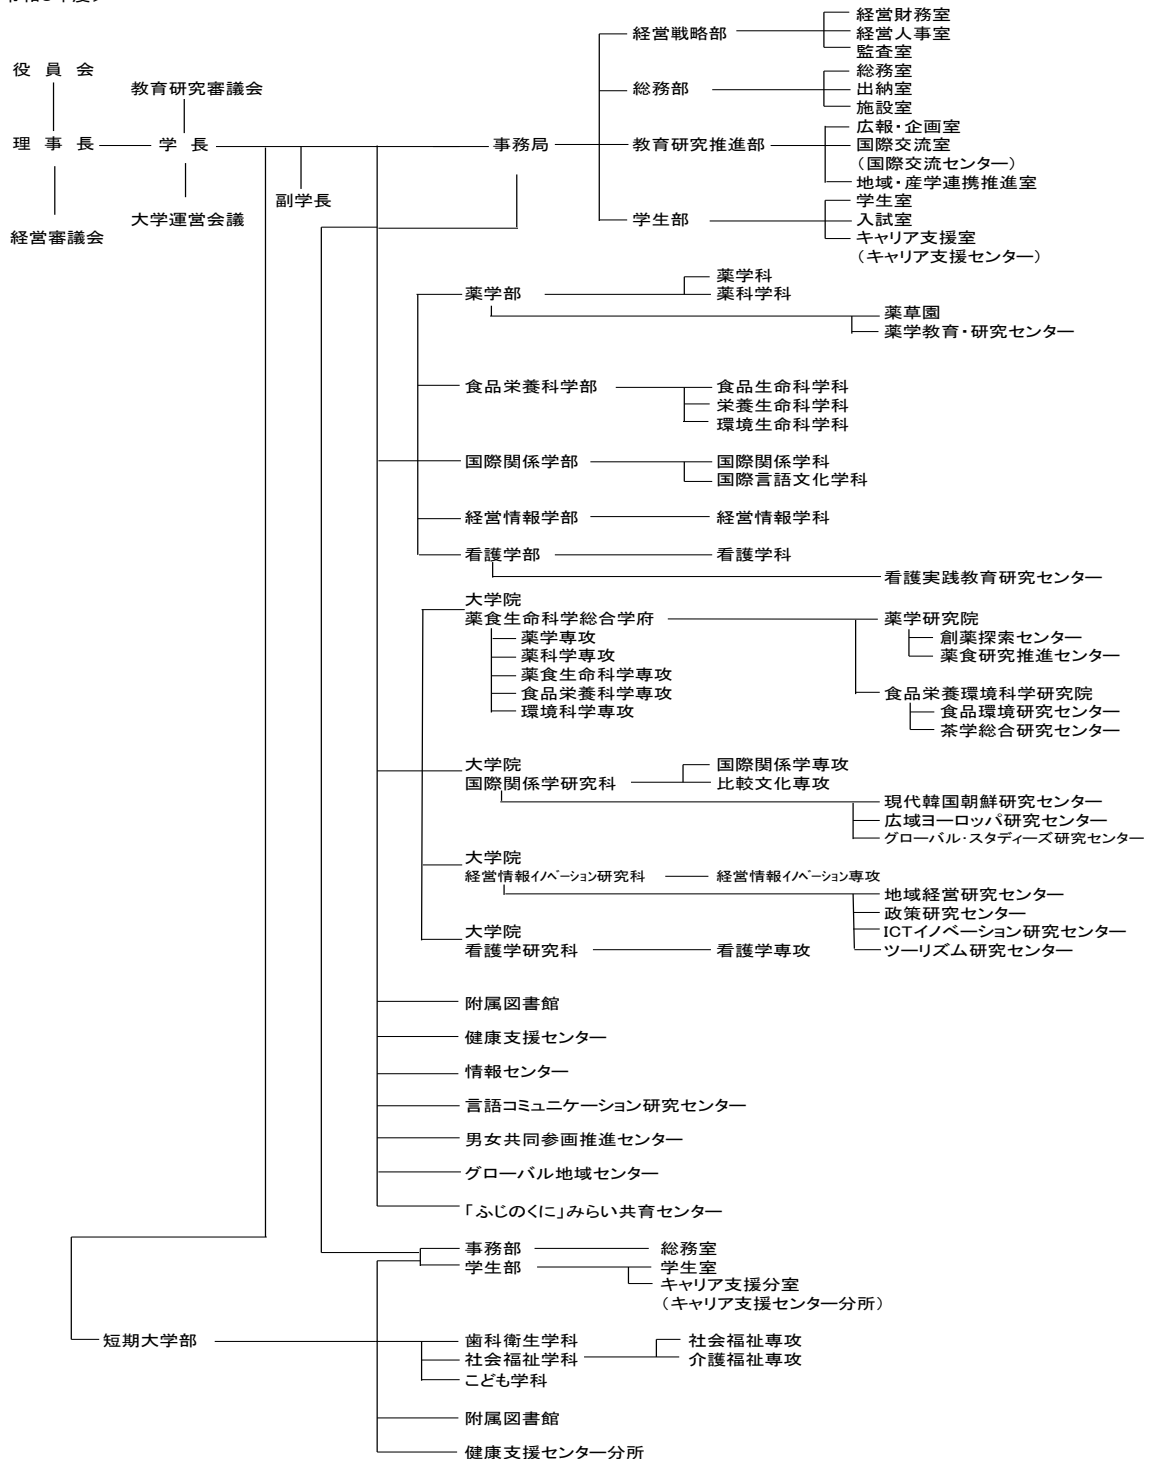 役員会
教育研究審議会
理事長
学長
副学長
大学運営会議
経営審議会
事務局
経営戦略部
経営財務室
経営人事室
監査室
総務部
総務室
出納室
施設室
教育研究推進部
広報・企画室
国際交流室
（国際交流センター）
地域・産学連携推進室
学生部
学生室
入試室
キャリア支援室
（キャリア支援センター）
薬学部
薬学科
薬科学科
薬草園
薬学教育・研究センター
食品栄養科学部
食品生命科学科
栄養生命科学科
環境生命科学科
国際関係学部
国際関係学科
国際言語文化学科
経営情報学部
経営情報学科
看護学部
看護学科
看護実践教育研究センター
大学院
薬食生命科学総合学府
薬学専攻
薬科学専攻
薬食生命科学専攻
食品栄養科学専攻
環境科学専攻
薬学研究院
創薬探索センター
薬食研究推進センター
食品栄養環境科学研究院
食品環境研究センター
茶学総合研究センター
大学院
国際関係学研究科
国際関係学専攻
比較文化専攻
現代韓国朝鮮研究センター
広域ヨーロッパ研究センター
グローバル・スタディーズ研究センター
大学院
経営情報イノベーション研究科
経営情報イノベーション専攻
地域経営研究センター
政策研究センター
ICTイノベーション研究センター
ツーリズム研究センター
大学院
看護学研究科
看護学専攻
附属図書館
健康支援センター
情報センター
言語コミュニケーション研究センター
男女共同参画推進センター
グローバル地域センター
「ふじのくに」みらい共育センター
事務部
総務室
学生部
学生室
キャリア支援分室
（キャリア支援センター分所）
短期大学部
歯科衛生学科
社会福祉学科
社会福祉専攻
介護福祉専攻
こども学科
附属図書館
健康支援センター分所